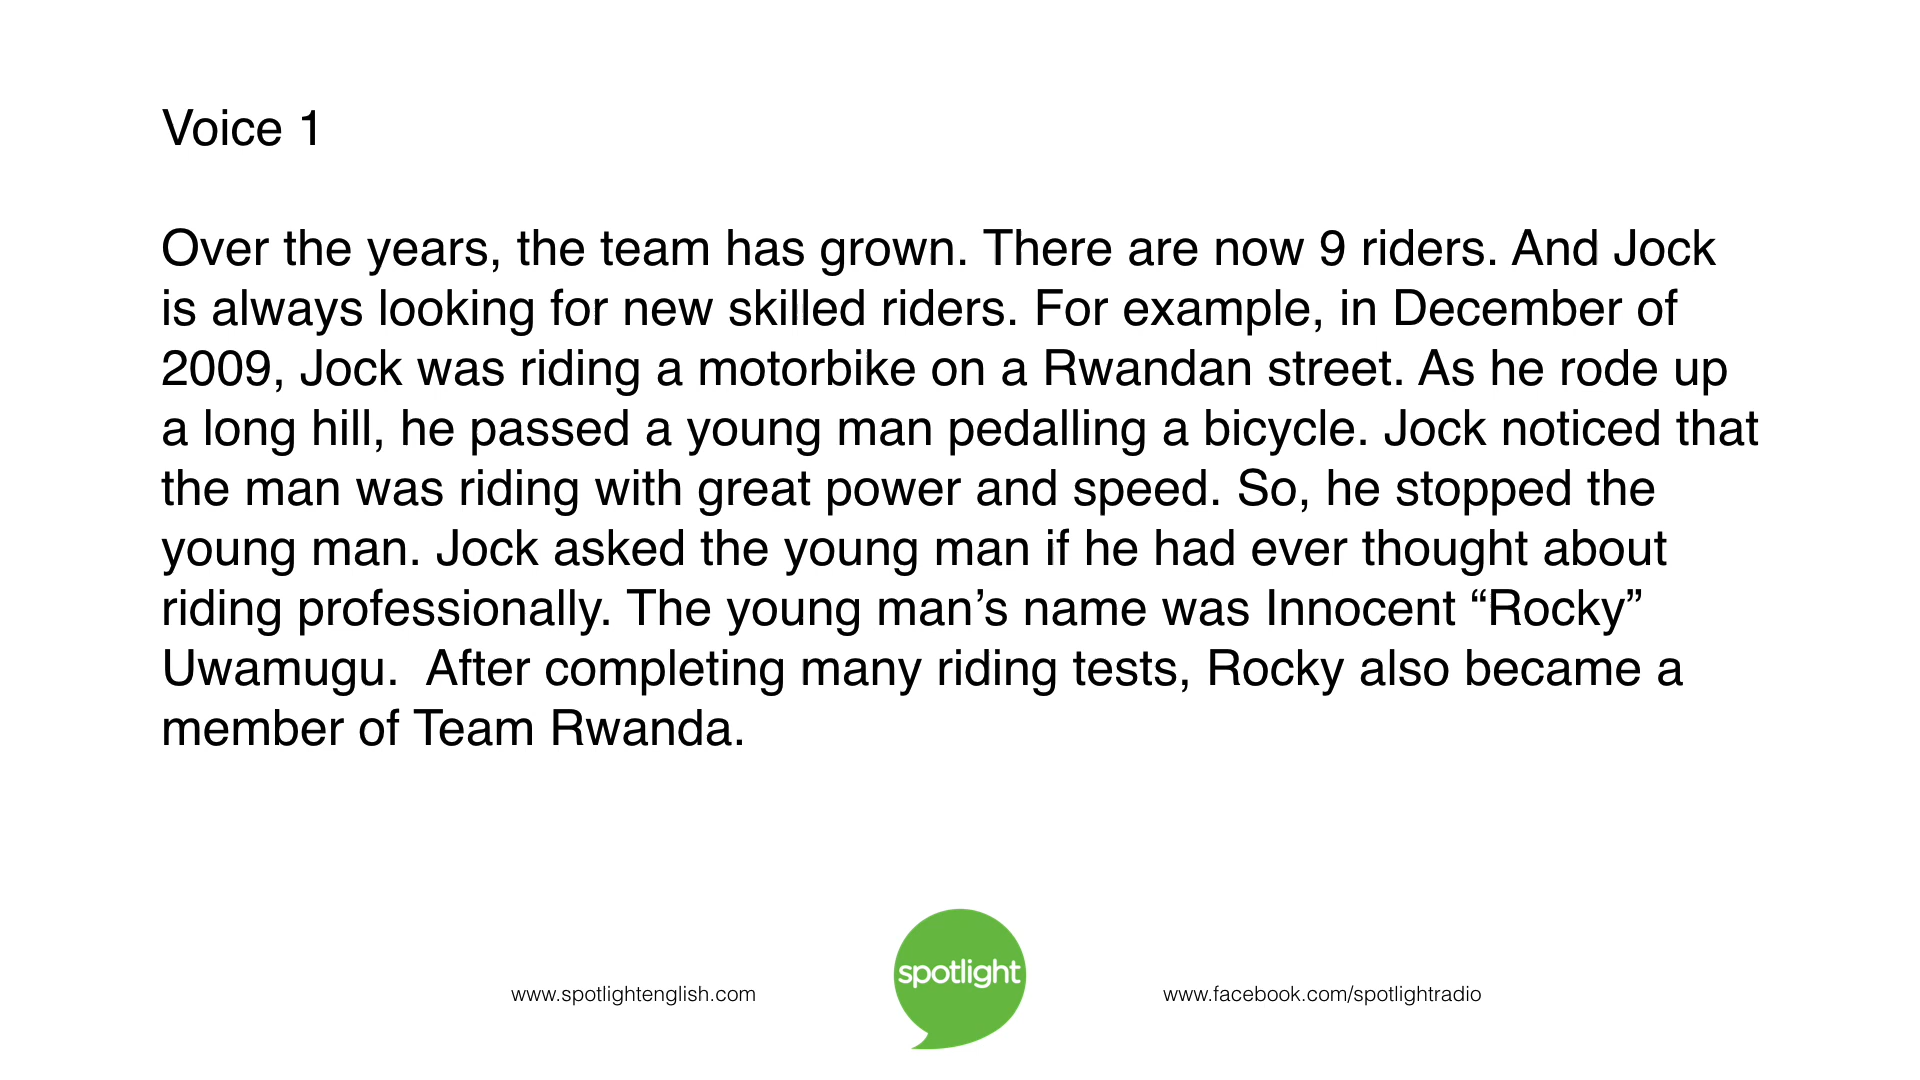 Voice 1
Over the years, the team has grown. There are now 9 riders. And Jock
is always looking for new skilled riders. For example, in December of
2009, Jock was riding a motorbike on a Rwandan street. As he rode up
a long hill, he passed a young man pedalling a bicycle. Jock noticed that
the man was riding with great power and speed. So, he stopped the
young man. Jock asked the young man if he had ever thought about
riding professionally. The young man’s name was Innocent “Rocky”
Uwamugu.  After completing many riding tests, Rocky also became a
member of Team Rwanda.
www.spotlightenglish.com
spotlight
www.facebook.com/spotlightradio